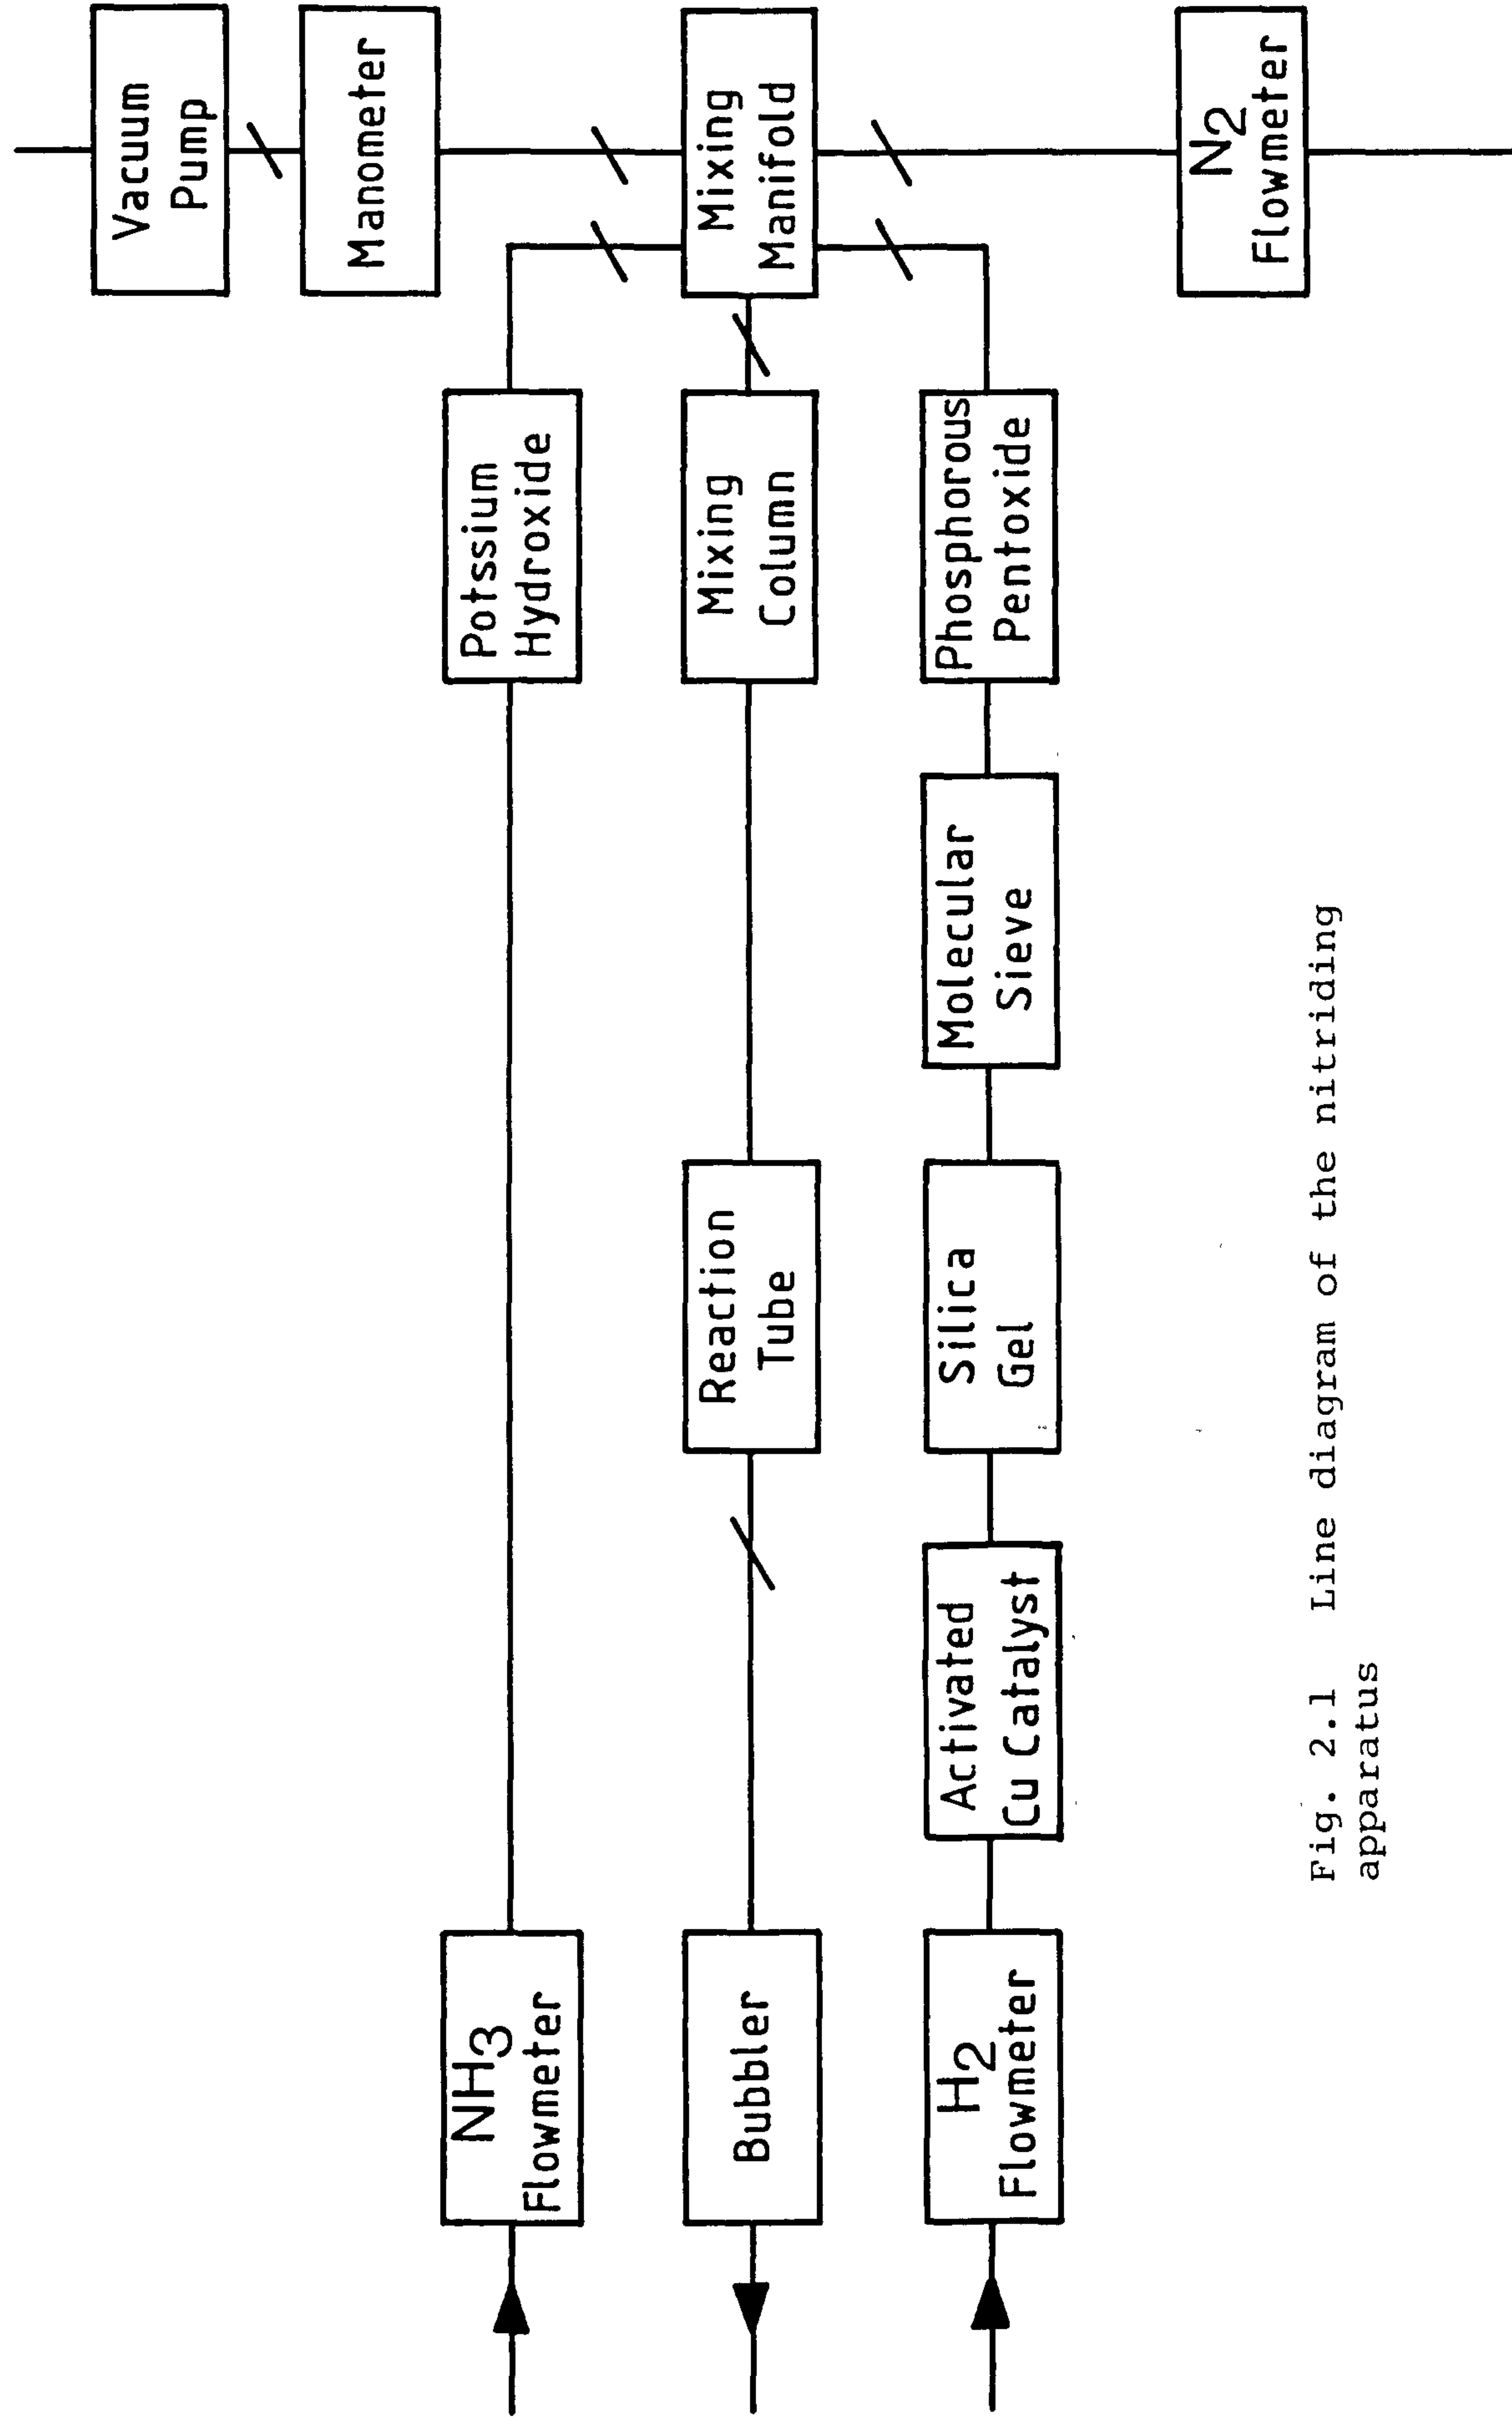 Vacuum
Pump
Manometer
Mixing
Manifold
N2
Flowmeter
Potssium
Hydroxide
Mixing
Column
Phosphorous
Pentoxide
Molecular
Sieve
Reaction
Tube
Silica
Gel
Activated
Cu Catalyst
NH3
Flowmeter
Bubbler
H2
Flowmeter
Fig. 2.1 Line diagram of the nitriding
apparatus